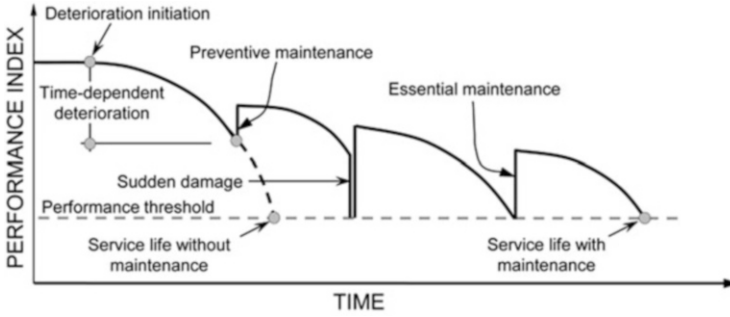 Deterioration initiation
Preventive maintenance
Time-dependent
deterioration
Essential maintenance
Sudden damage
Performance threshold
Service life without
maintenance
Service life with
maintenance
PERFORMANCE INDEX
TIME